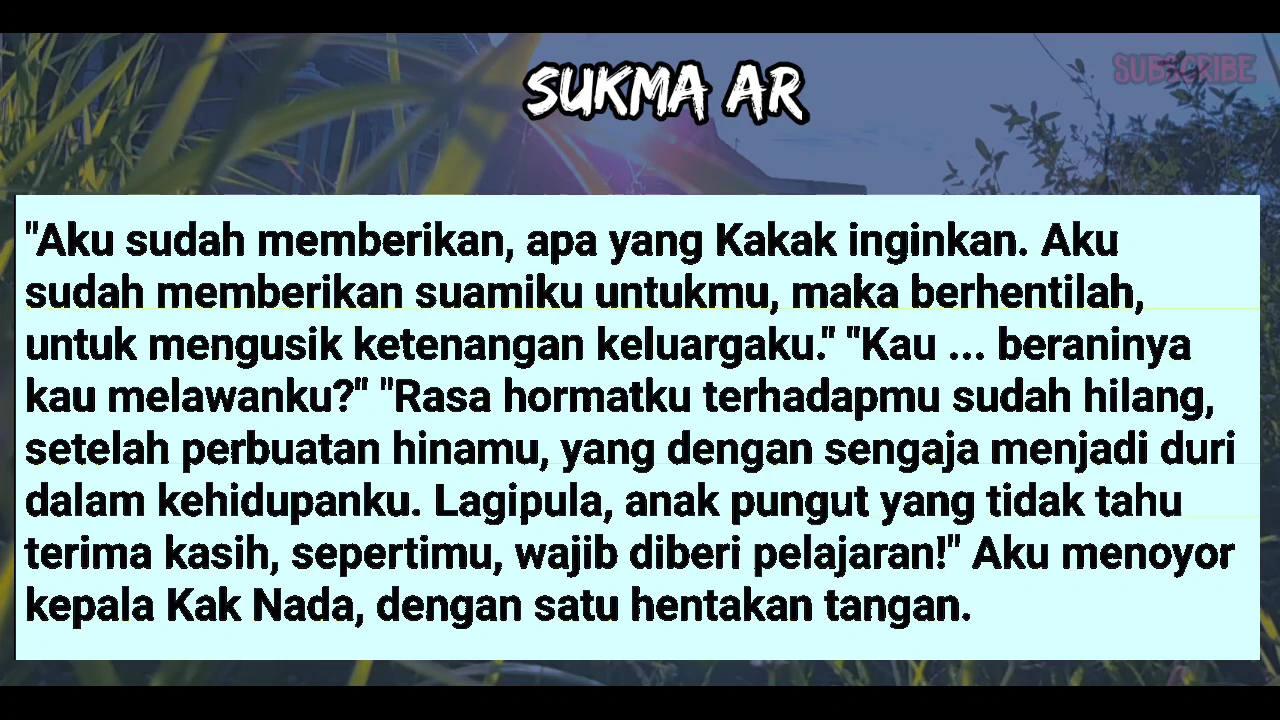 SUKMA AR
SUBSCRIBE
"Aku sudah memberikan, apa yang Kakak inginkan. Aku
sudah memberikan suamiku untukmu, maka berhentilah,
untuk mengusik ketenangan keluargaku." "Kau ... beraninya
kau melawanku?" "Rasa hormatku terhadapmu sudah hilang,
setelah perbuatan hinamu, yang dengan sengaja menjadi duri
dalam kehidupanku. Lagipula, anak pungut yang tidak tahu
terima kasih, sepertimu, wajib diberi pelajaran!" Aku menoyor
kepala Kak Nada, dengan satu hentakan tangan.